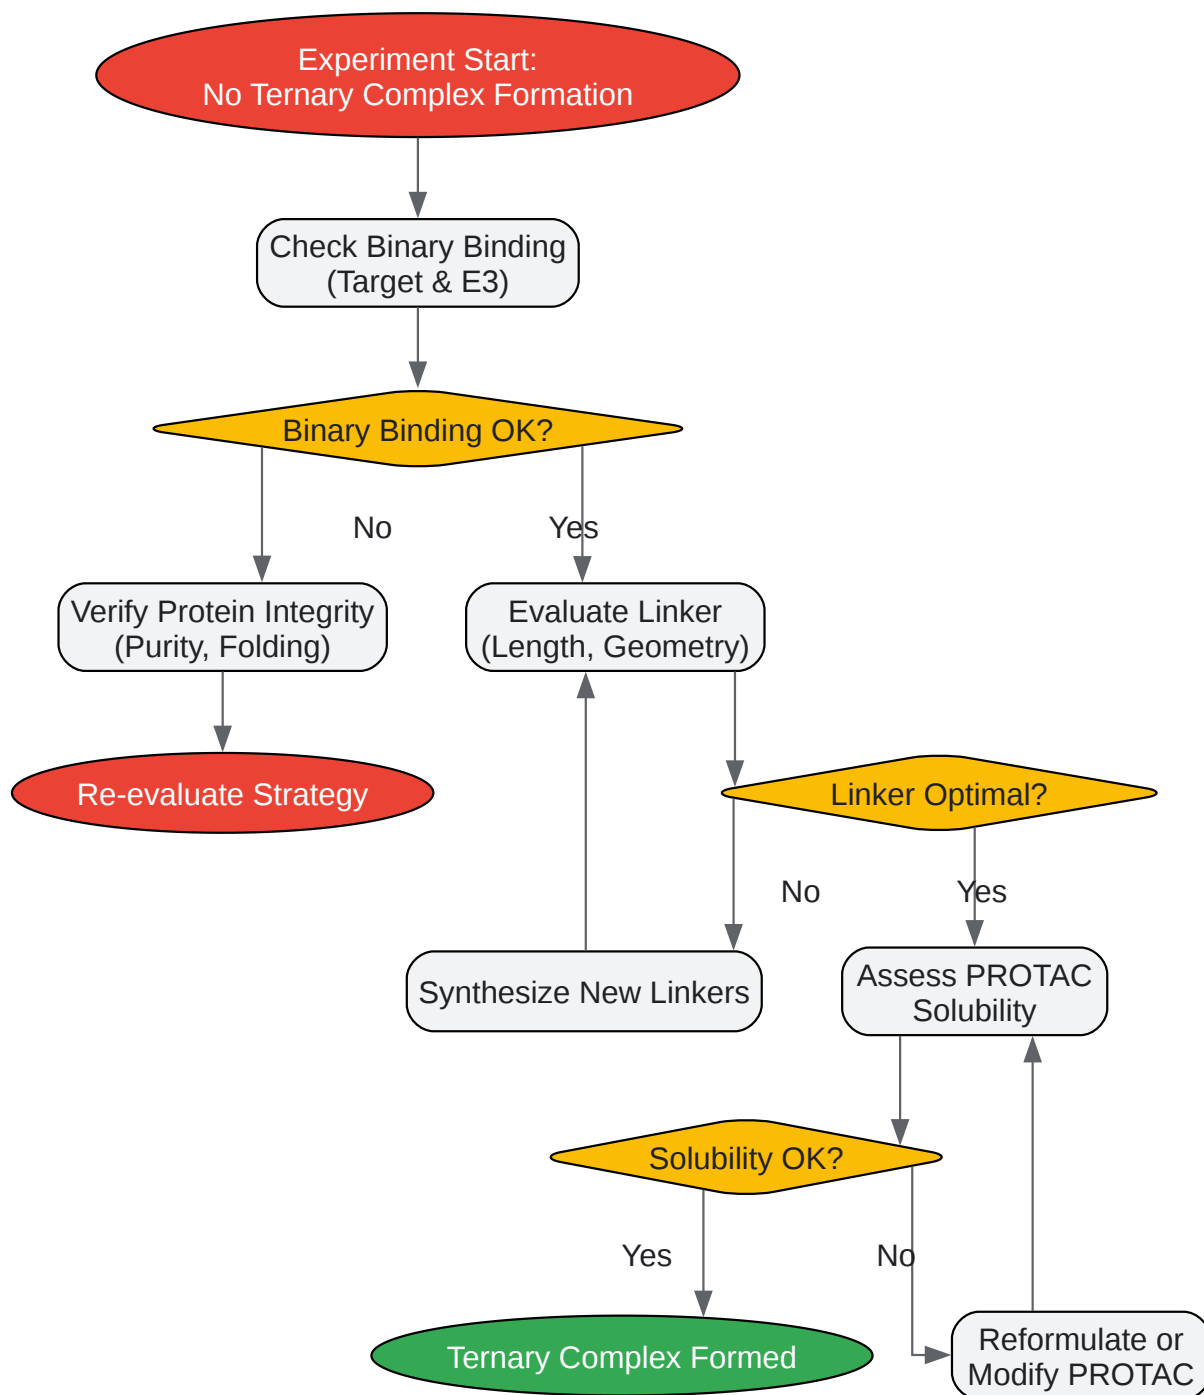 Experiment Start:
No Ternary Complex Formation
Check Binary Binding
(Target & E3)
Binary Binding OK?
No
Yes
Verify Protein Integrity
(Purity, Folding)
Evaluate Linker
(Length, Geometry)
Re-evaluate Strategy
Linker Optimal?
No
Yes
Synthesize New Linkers
Assess PROTAC
Solubility
Solubility OK?
Yes
No
Ternary Complex Formed
Reformulate or
Modify PROTAC